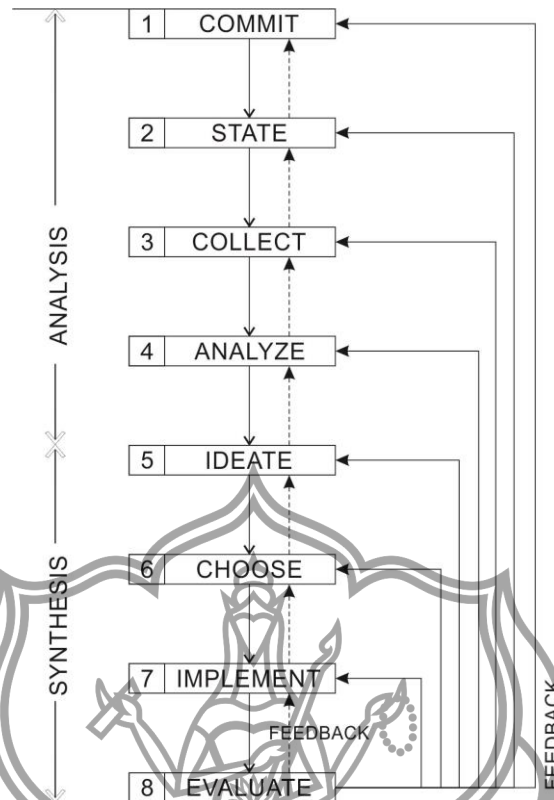 1 COMMIT
2 STATE
3 COLLECT
ANALYSIS
4 ANALYZE
5 IDEATE
6 CHOOSE
SYNTHESIS
7 IMPLEMENT
FEEDBACK
FEEDBACK
8 EVALUATE